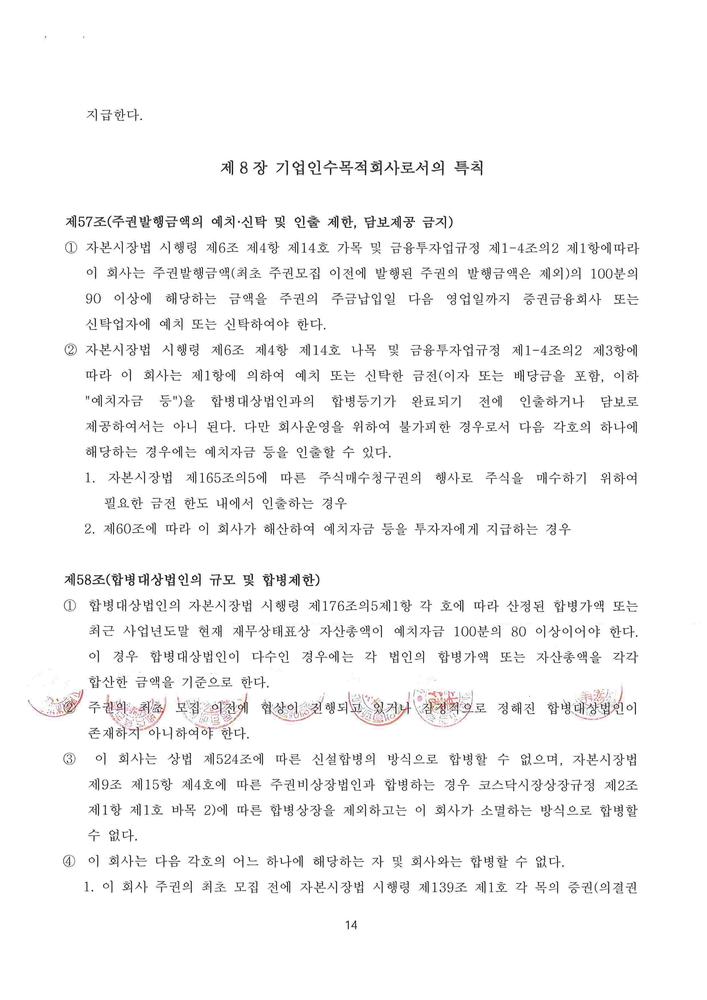 지급한다.
제 8 장 기업인수목적회사로서의 특칙
제57조(주권발행금액의 예치·신탁 및 인출 제한, 담보제공 금지)
① 자본시장법 시행령 제6조 제4항 제14호 가목 및 금융투자업규정 제1-4조의2 제1항에따라
이 회사는 주권발행금액(최초 주권모집 이전에 발행된 주권의 발행금액은 제외)의 100분의
90 이상에 해당하는 금액을 주권의 주금납입일 다음 영업일까지 증권금융회사 또는
신탁업자에 예치 또는 신탁하여야 한다.
② 자본시장법 시행령 제6조 제4항 제14호 나목 및 금융투자업규정 제1-4조의2 제3항에
따라 이 회사는 제1항에 의하여 예치 또는 신탁한 금전(이자 또는 배당금을 포함, 이하
"예치자금 등")을 합병대상법인과의 합병등기가 완료되기 전에 인출하거나 담보로
제공하여서는 아니 된다. 다만 회사운영을 위하여 불가피한 경우로서 다음 각호의 하나에
해당하는 경우에는 예치자금 등을 인출할 수 있다.
1. 자본시장법 제165조의5에 따른 주식매수청구권의 행사로 주식을 매수하기 위하여
필요한 금전 한도 내에서 인출하는 경우
2. 제60조에 따라 이 회사가 해산하여 예치자금 등을 투자자에게 지급하는 경우
제58조(합병대상법인의 규모 및 합병제한)
① 합병대상법인의 자본시장법 시행령 제176조의5제1항 각 호에 따라 산정된 합병가액 또는
최근 사업년도말 현재 재무상태표상 자산총액이 예치자금 100분의 80 이상이어야 한다.
이 경우 합병대상법인이 다수인 경우에는 각 법인의 합병가액 또는 자산총액을 각각
합산한 금액을 기준으로 한다.
② 주권의 최초 모집 이전에 협상이 진행되고 있거나 잠정적으로 정해진 합병대상법인이
존재하지 아니하여야 한다.
③ 이 회사는 상법 제524조에 따른 신설합병의 방식으로 합병할 수 없으며, 자본시장법
제9조 제15항 제4호에 따른 주권비상장법인과 합병하는 경우 코스닥시장상장규정 제2조
제1항 제1호 바목 2)에 따른 합병상장을 제외하고는 이 회사가 소멸하는 방식으로 합병할
수 없다.
④ 이 회사는 다음 각호의 어느 하나에 해당하는 자 및 회사와는 합병할 수 없다.
1. 이 회사 주권의 최초 모집 전에 자본시장법 시행령 제139조 제1호 각 목의 증권(의결권
14